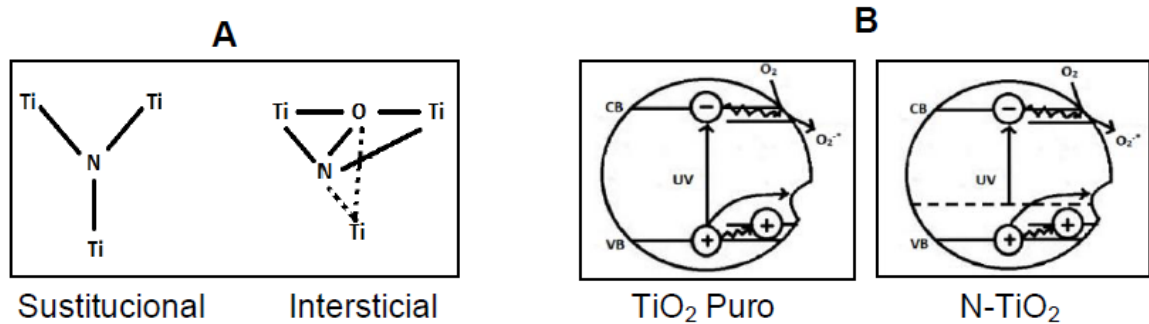 A
B
Ti
Ti
N
Ti
Ti
O
Ti
N
Ti
CB
O₂
−
O₂⁻•
UV
VB
+
+
CB
O₂
−
O₂⁻•
UV
VB
+
+
Sustitucional
Intersticial
TiO₂ Puro
N-TiO₂